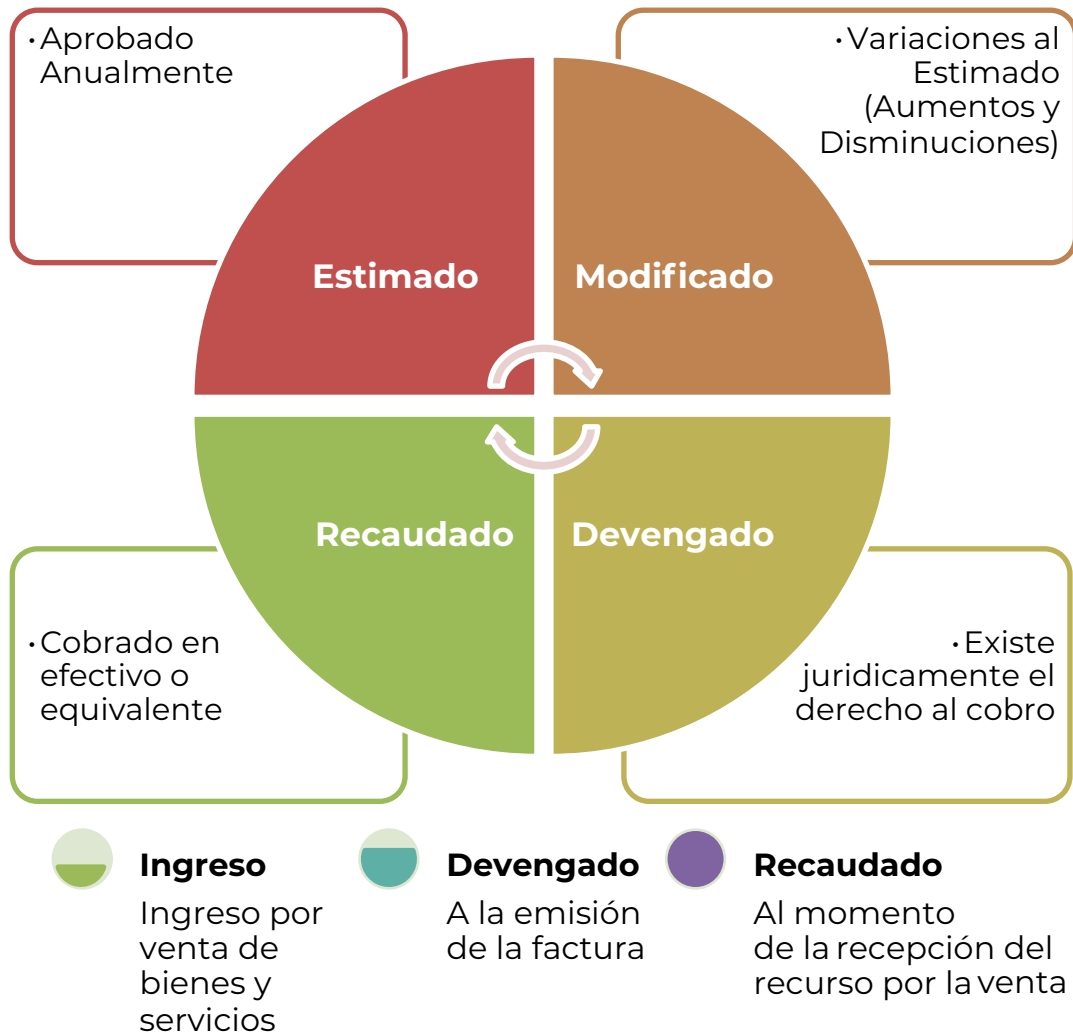 ·Aprobado
Anualmente
·Variaciones al
Estimado
(Aumentos y
Disminuciones)
Estimado
Modificado
Recaudado
Devengado
·Cobrado en
efectivo o
equivalente
·Existe
juridicamente el
derecho al cobro
Ingreso
Ingreso por
venta de
bienes y
servicios
Devengado
A la emisión
de la factura
Recaudado
Al momento
de la recepción del
recurso por la venta